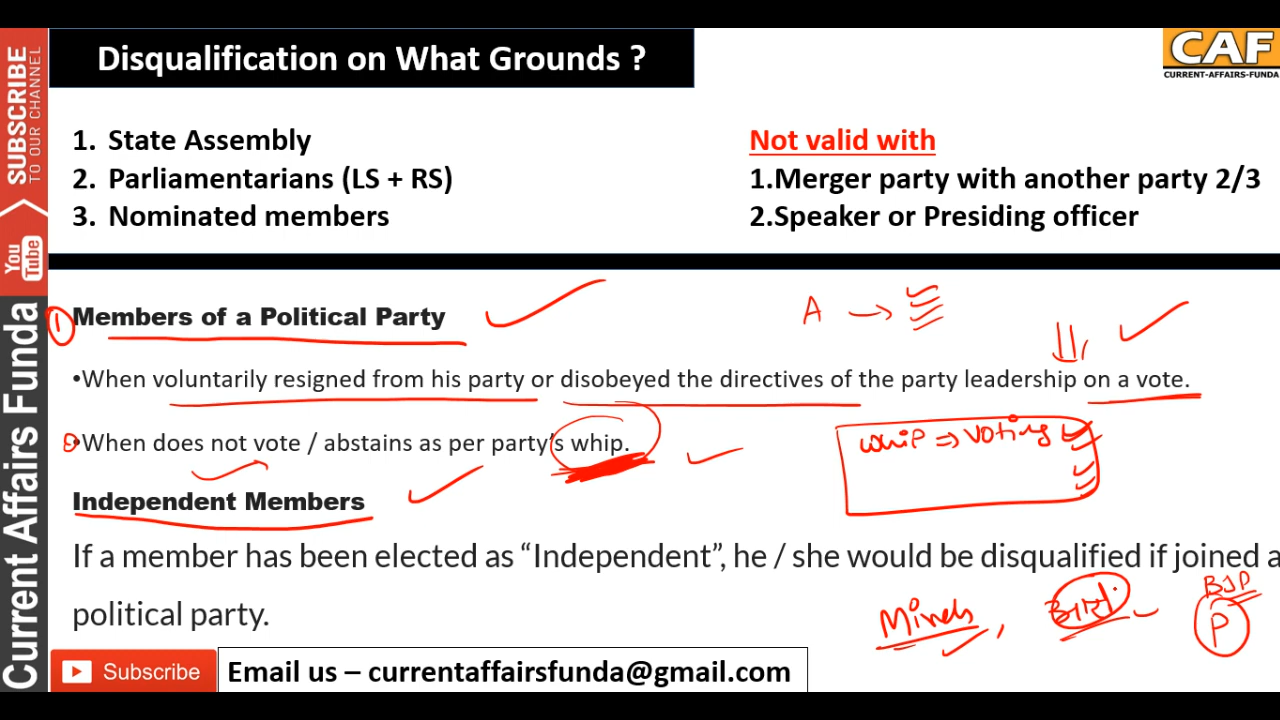 Disqualification on What Grounds ?
CAF
CURRENT-AFFAIRS-FUNDA
SUBSCRIBE
TO OUR CHANNEL
You
Tube
Current Affairs Funda
1. State Assembly
2. Parliamentarians (LS + RS)
3. Nominated members
Not valid with
1.Merger party with another party 2/3
2.Speaker or Presiding officer
1
Members of a Political Party
A →
•When voluntarily resigned from his party or disobeyed the directives of the party leadership on a vote.
•When does not vote / abstains as per party's whip.
whip ⇒ voting
Independent Members
If a member has been elected as “Independent”, he / she would be disqualified if joined a
political party.
BJP
P
Subscribe
Email us – currentaffairsfunda@gmail.com